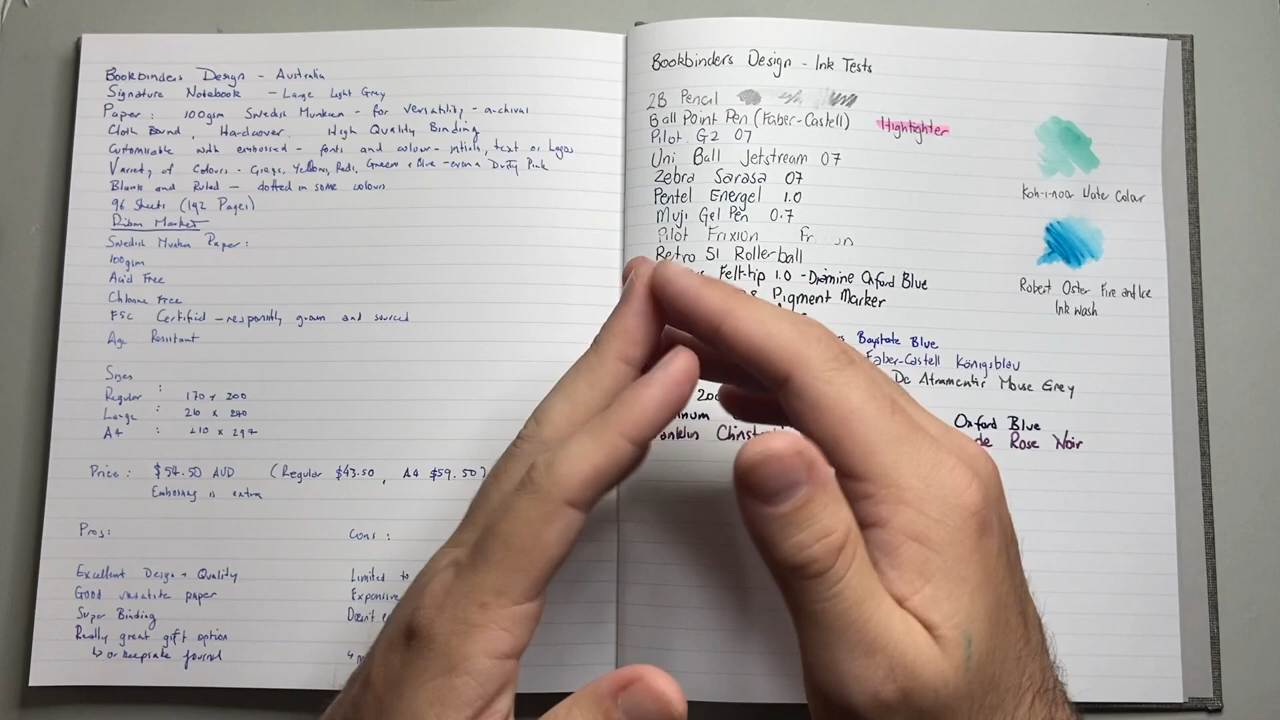 Bookbinders Design - Australia
Signature Notebook - Large Light Grey
Paper: 100gsm Swedish Munken - for versatility - archival
Cloth Bound, Hardcover. High Quality Binding
Customisable with embossed - fonts and colour - initials, text or logos
Variety of Colours - Greys, Yellows, Reds, Greens + Blue - even a Dusty Pink
Blank and Ruled - dotted in some colours
96 Sheets (192 Pages)
Ribbon Marker
Swedish Munken Paper:
100gsm
Acid Free
Chlorine Free
FSC Certified - responsibly grown and sourced
Age Resistant
Sizes
Regular : 170 x 200
Large : 210 x 240
A4 : 210 x 297
Price: $54.50 AUD (Regular $43.50, A4 $59.50)
Embossing is extra
Pros:
Excellent Design + Quality
Good versatile paper
Super Binding
Really great gift option
↳ or keepsake journal
Cons:
Limited to
Expensive
Doesn't
Bookbinders Design - Ink Tests
2B Pencil
Ball Point Pen (Faber-Castell)
Highlighter
Pilot G2 07
Uni Ball Jetstream 07
Zebra Sarasa 07
Pentel Energel 1.0
Muji Gel Pen 0.7
Pilot Frixion
Retro 51 Rollerball
Felt-tip 1.0 - Diamine Oxford Blue
Pigment Marker
Baystate Blue
Faber-Castell Königsblau
De Atramentis Mouse Grey
Oxford Blue
de Rose Noir
Koh-i-noor Water Colour
Robert Oster Fire and Ice
Ink Wash